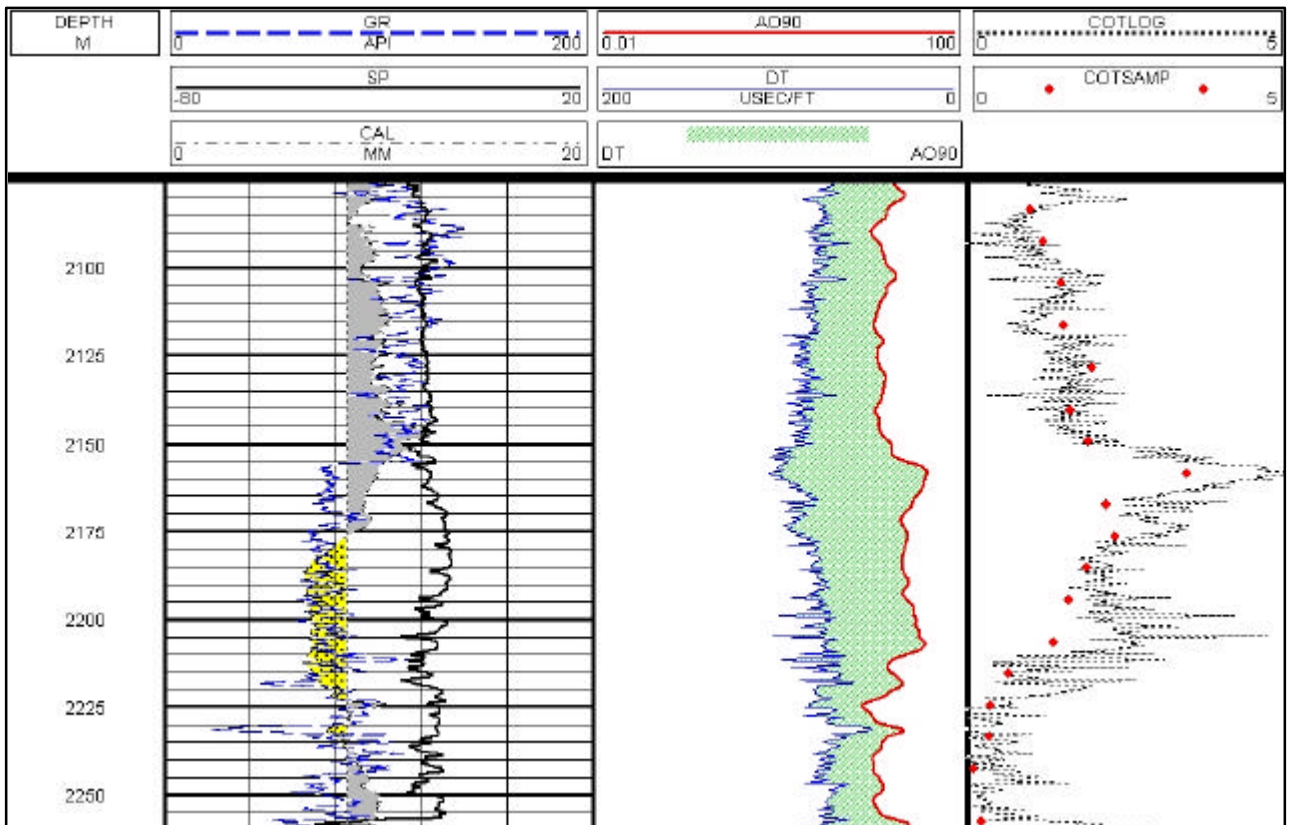 DEPTH
M
GR
0 API 200
SP
-80 20
CAL
0 MM 20
AO90
0.01 100
DT
200 USEC/FT 0
DT AO90
COTLOG
0 5
COTSAMP
0 5
2100
2125
2150
2175
2200
2225
2250